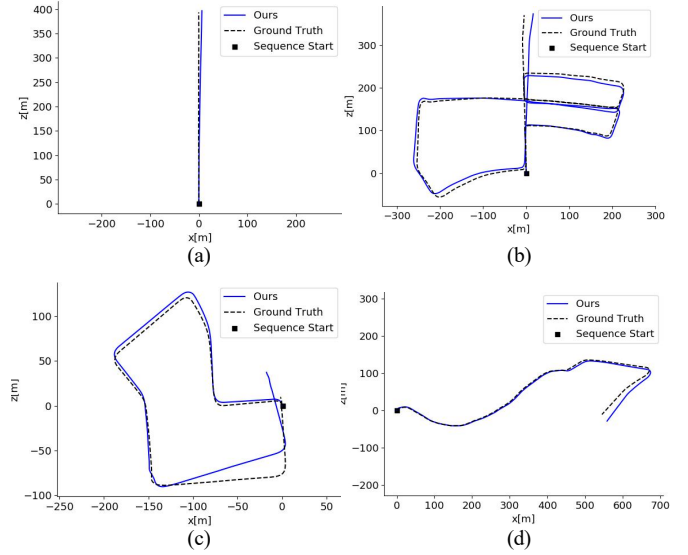 400
350
300
250
200
150
100
50
0
z[m]
-200 -100 0 100 200
x[m]
Ours
Ground Truth
Sequence Start
(a)
300
200
100
0
z[m]
-300 -200 -100 0 100 200 300
x[m]
Ours
Ground Truth
Sequence Start
(b)
100
50
0
-50
-100
z[m]
-250 -200 -150 -100 -50 0 50
x[m]
Ours
Ground Truth
Sequence Start
(c)
300
200
100
0
-100
-200
z[m]
0 100 200 300 400 500 600 700
x[m]
Ours
Ground Truth
Sequence Start
(d)